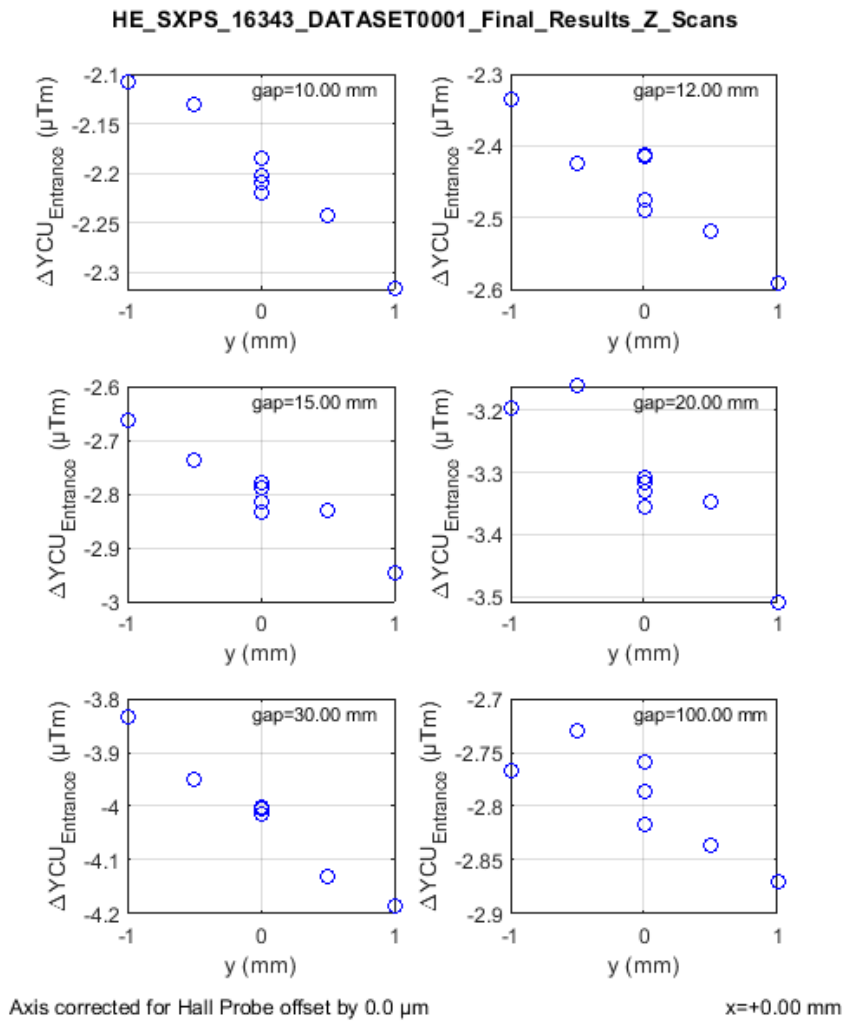 HE_SXPS_16343_DATASET0001_Final_Results_Z_Scans
ΔYCU_Entrance (µTm)
-2.1
-2.15
-2.2
-2.25
-2.3
gap=10.00 mm
-1 0 1
y (mm)
ΔYCU_Entrance (µTm)
-2.3
-2.4
-2.5
-2.6
gap=12.00 mm
-1 0 1
y (mm)
ΔYCU_Entrance (µTm)
-2.6
-2.7
-2.8
-2.9
-3
gap=15.00 mm
-1 0 1
y (mm)
ΔYCU_Entrance (µTm)
-3.2
-3.3
-3.4
-3.5
gap=20.00 mm
-1 0 1
y (mm)
ΔYCU_Entrance (µTm)
-3.8
-3.9
-4
-4.1
-4.2
gap=30.00 mm
-1 0 1
y (mm)
ΔYCU_Entrance (µTm)
-2.7
-2.75
-2.8
-2.85
-2.9
gap=100.00 mm
-1 0 1
y (mm)
Axis corrected for Hall Probe offset by 0.0 µm
x=+0.00 mm